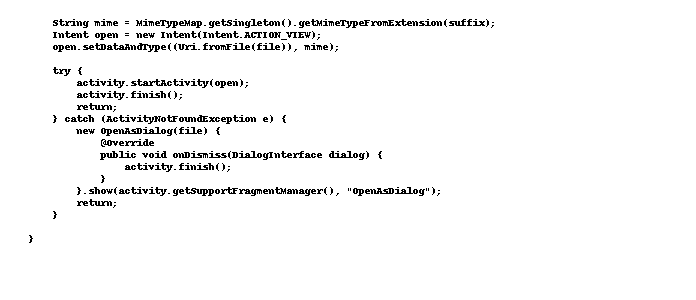 String mime = MimeTypeMap.getSingleton().getMimeTypeFromExtension(suffix);
Intent open = new Intent(Intent.ACTION_VIEW);
open.setDataAndType((Uri.fromFile(file)), mime);
try {
activity.startActivity(open);
activity.finish();
return;
} catch (ActivityNotFoundException e) {
new OpenAsDialog(file) {
@Override
public void onDismiss(DialogInterface dialog) {
activity.finish();
}
}.show(activity.getSupportFragmentManager(), "OpenAsDialog");
return;
}
}